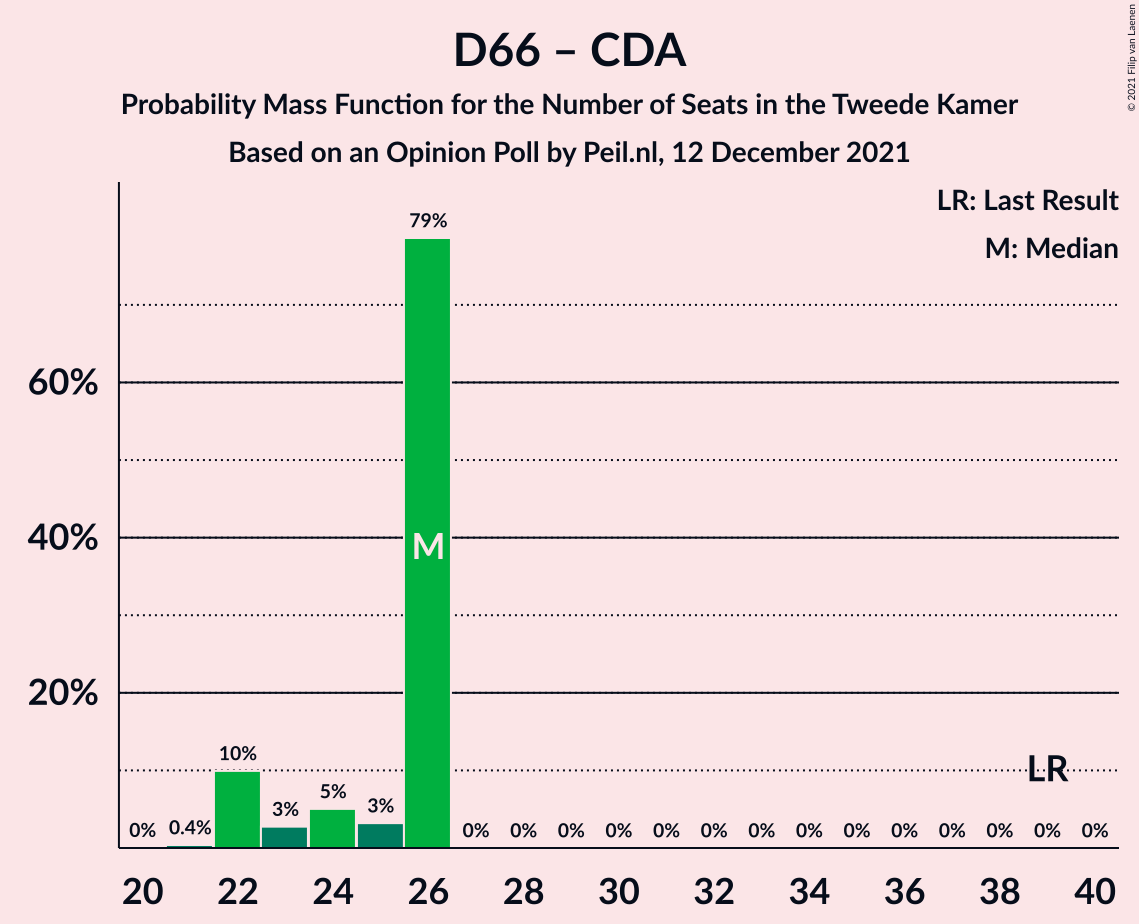 D66 – CDA
Probability Mass Function for the Number of Seats in the Tweede Kamer
Based on an Opinion Poll by Peil.nl, 12 December 2021
© 2021 Filip van Laenen
LR: Last Result
M: Median
79%
60%
40%
M
20%
10%
LR
5%
3%
3%
0% 0.4% 0% 0% 0% 0% 0% 0% 0% 0% 0% 0% 0% 0% 0% 0%
20 22 24 26 28 30 32 34 36 38 40